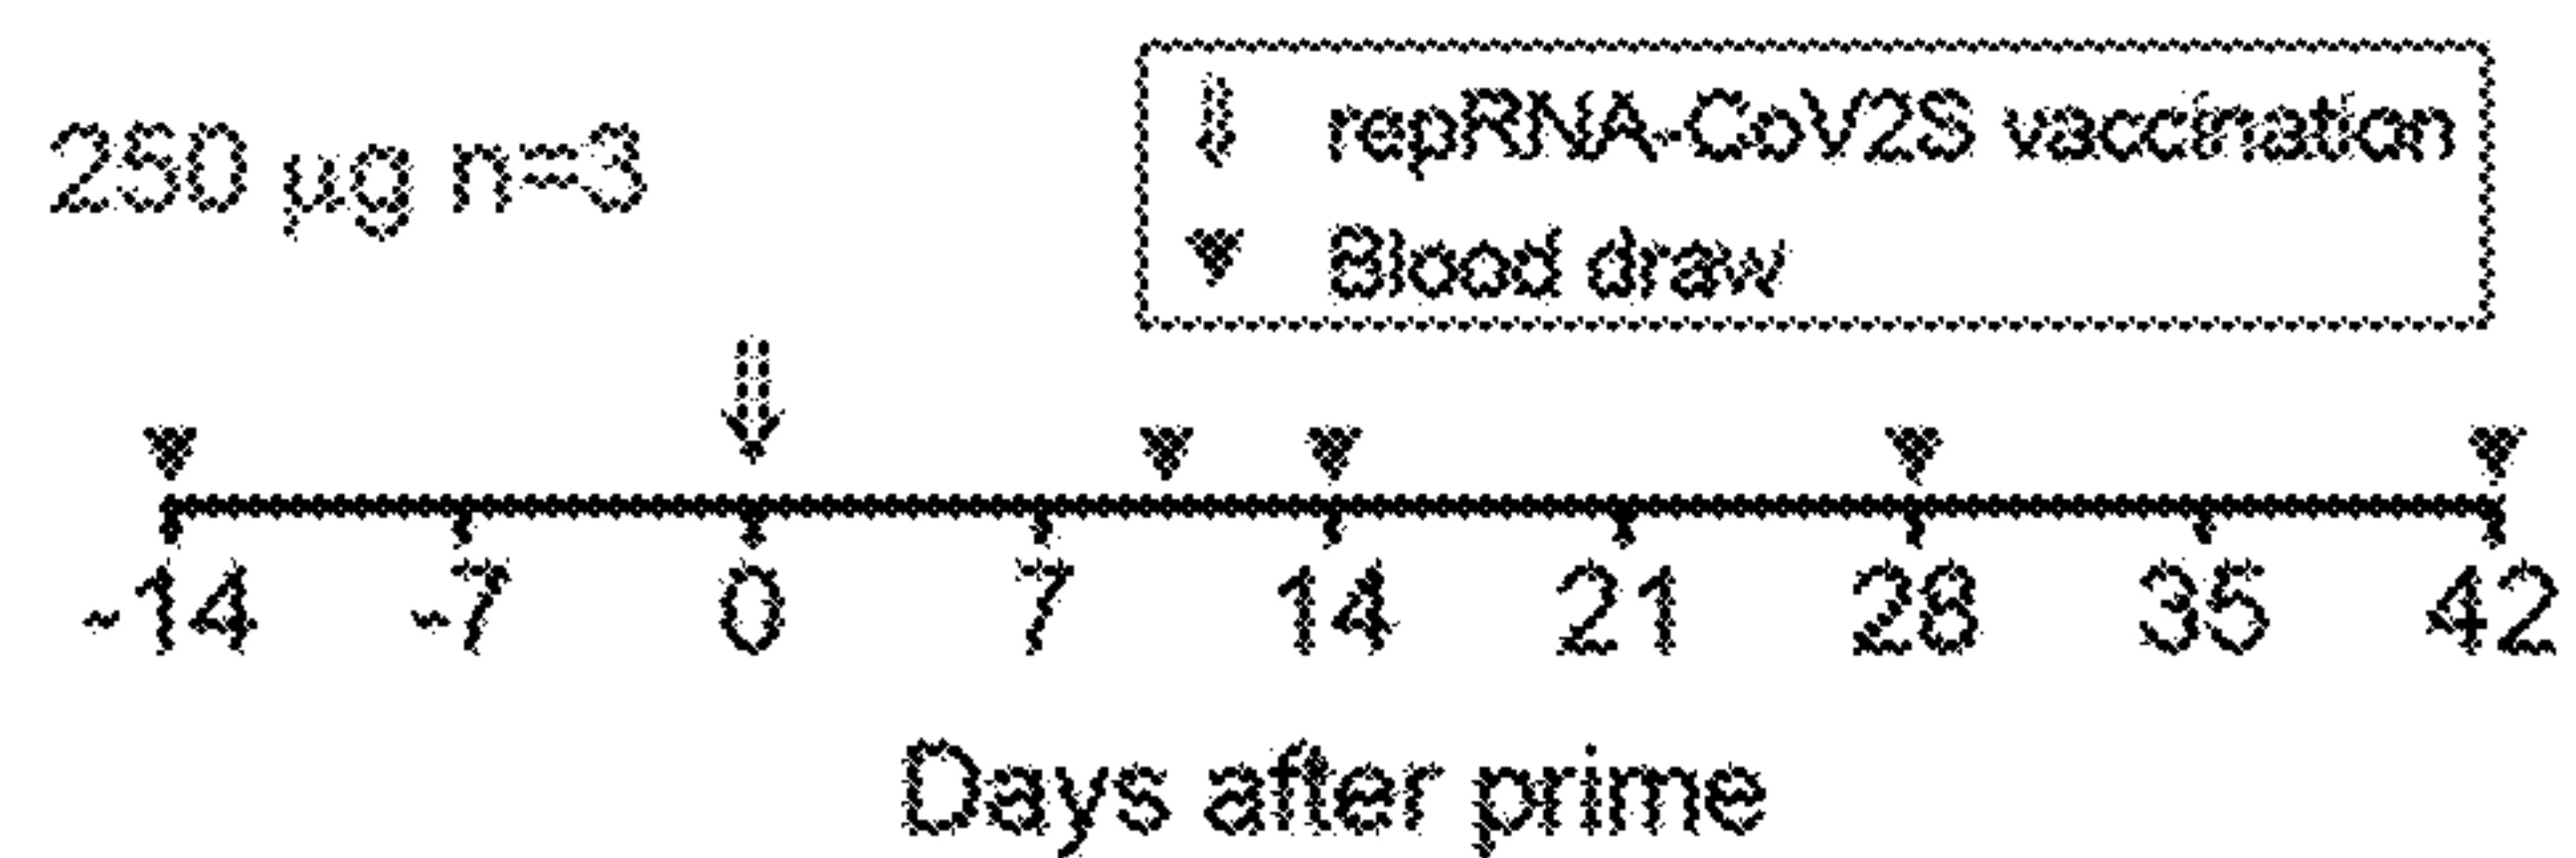 250 µg n=3
repRNA-CoV2S vaccination
Blood draw
-14 -7 0 7 14 21 28 35 42
Days after prime